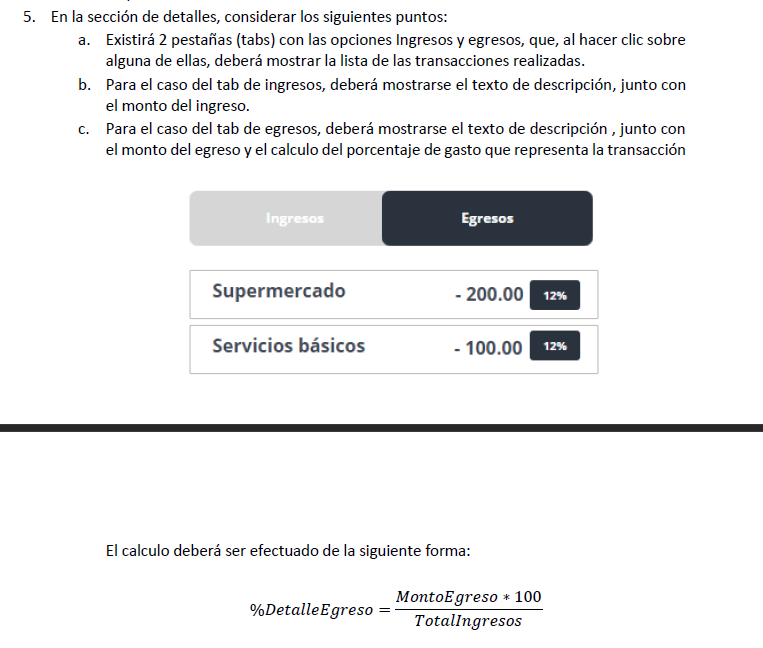 5. En la sección de detalles, considerar los siguientes puntos:
a. Existirá 2 pestañas (tabs) con las opciones Ingresos y egresos, que, al hacer clic sobre
alguna de ellas, deberá mostrar la lista de las transacciones realizadas.
b. Para el caso del tab de ingresos, deberá mostrarse el texto de descripción, junto con
el monto del ingreso.
c. Para el caso del tab de egresos, deberá mostrarse el texto de descripción , junto con
el monto del egreso y el calculo del porcentaje de gasto que representa la transacción
Ingresos Egresos
Supermercado - 200.00 12%
Servicios básicos - 100.00 12%
El calculo deberá ser efectuado de la siguiente forma:
%DetalleEgreso = MontoEgreso * 100
TotalIngresos